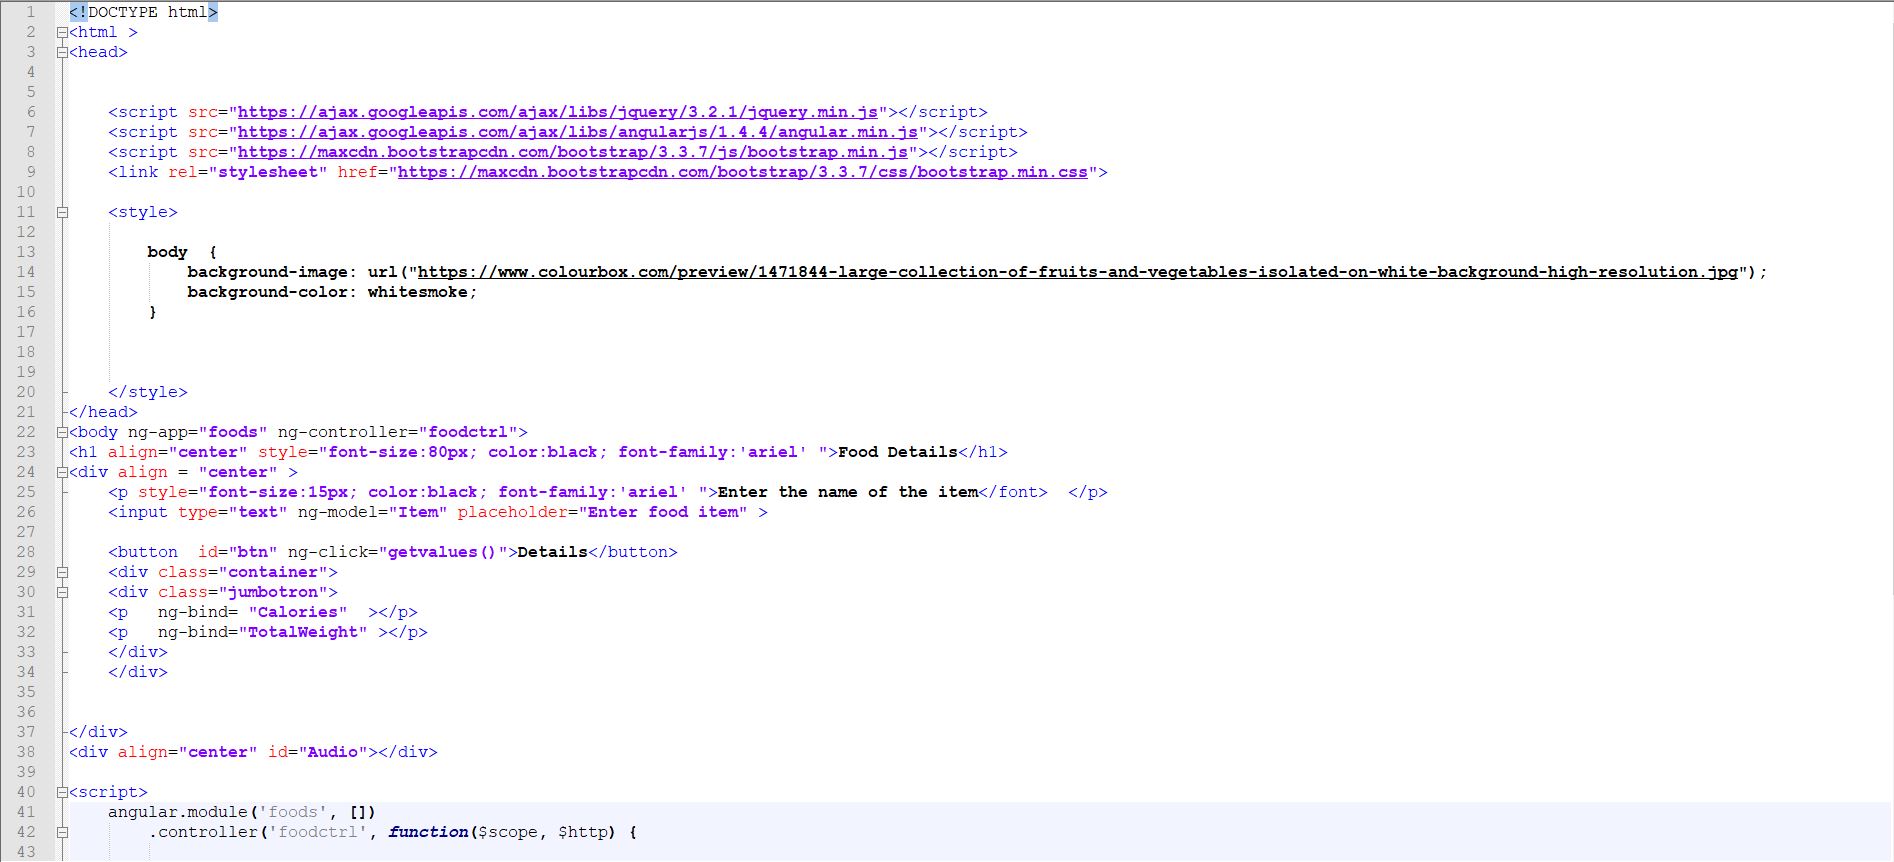 1 <!DOCTYPE html>
2 <html >
3 <head>
4
5
6 <script src="https://ajax.googleapis.com/ajax/libs/jquery/3.2.1/jquery.min.js"></script>
7 <script src="https://ajax.googleapis.com/ajax/libs/angularjs/1.4.4/angular.min.js"></script>
8 <script src="https://maxcdn.bootstrapcdn.com/bootstrap/3.3.7/js/bootstrap.min.js"></script>
9 <link rel="stylesheet" href="https://maxcdn.bootstrapcdn.com/bootstrap/3.3.7/css/bootstrap.min.css">
10
11 <style>
12
13 body  {
14 background-image: url("https://www.colourbox.com/preview/1471844-large-collection-of-fruits-and-vegetables-isolated-on-white-background-high-resolution.jpg");
15 background-color: whitesmoke;
16 }
17
18
19
20 </style>
21 </head>
22 <body ng-app="foods" ng-controller="foodctrl">
23 <h1 align="center" style="font-size:80px; color:black; font-family:'ariel' ">Food Details</h1>
24 <div align = "center" >
25 <p style="font-size:15px; color:black; font-family:'ariel' ">Enter the name of the item</font>  </p>
26 <input type="text" ng-model="Item" placeholder="Enter food item" >
27
28 <button  id="btn" ng-click="getvalues()">Details</button>
29 <div class="container">
30 <div class="jumbotron">
31 <p   ng-bind= "Calories"  ></p>
32 <p   ng-bind="TotalWeight" ></p>
33 </div>
34 </div>
35
36
37 </div>
38 <div align="center" id="Audio"></div>
39
40 <script>
41 angular.module('foods', [])
42 .controller('foodctrl', function($scope, $http) {
43